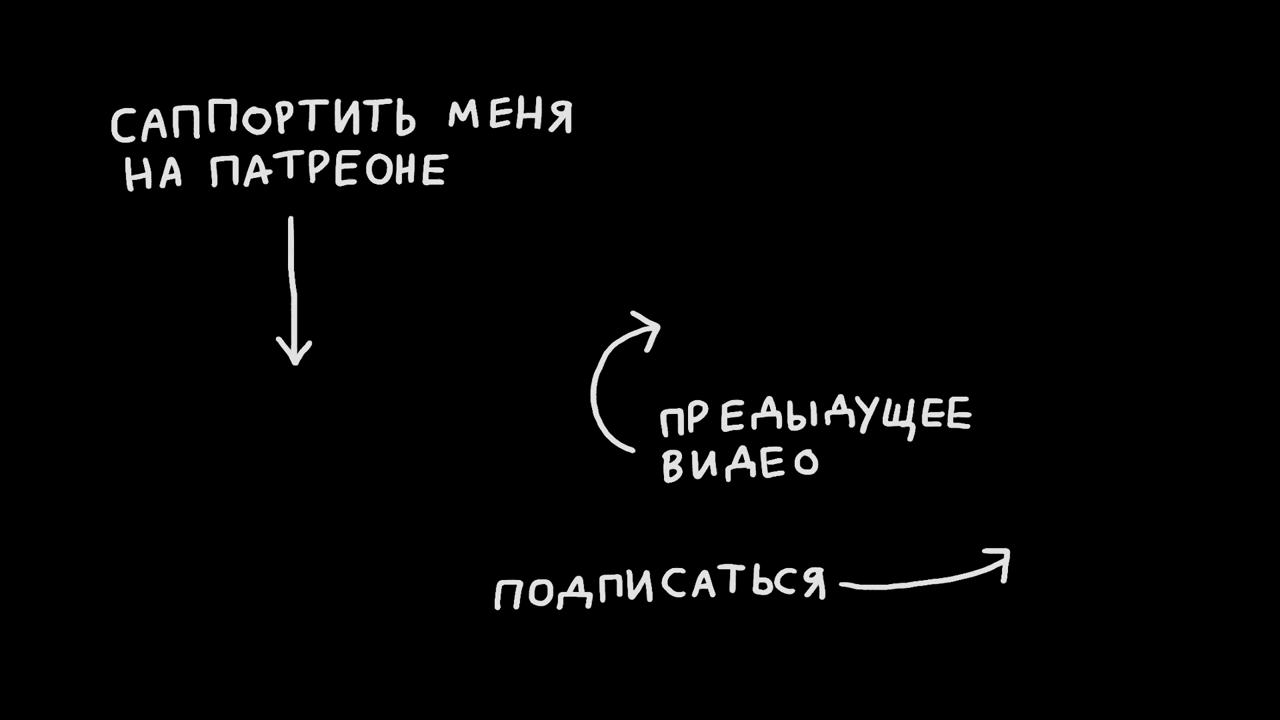 САППОРТИТЬ МЕНЯ
НА ПАТРЕОНЕ
ПРЕДЫДУЩЕЕ
ВИДЕО
ПОДПИСАТЬСЯ